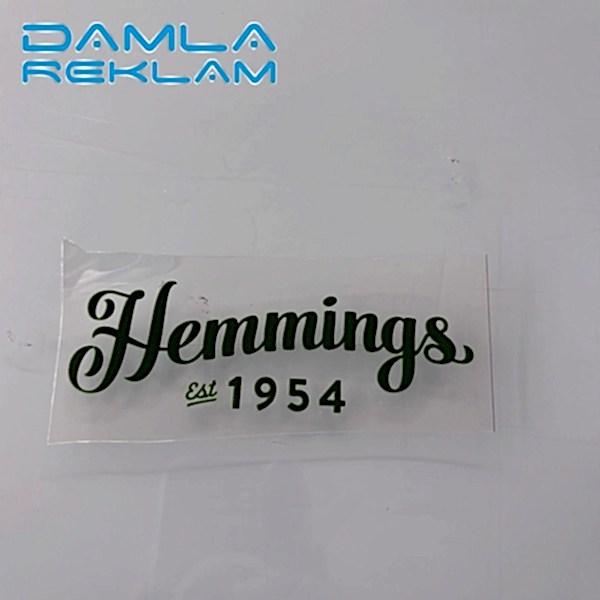 DAMLA
REKLAM
Hemmings
Est 1954